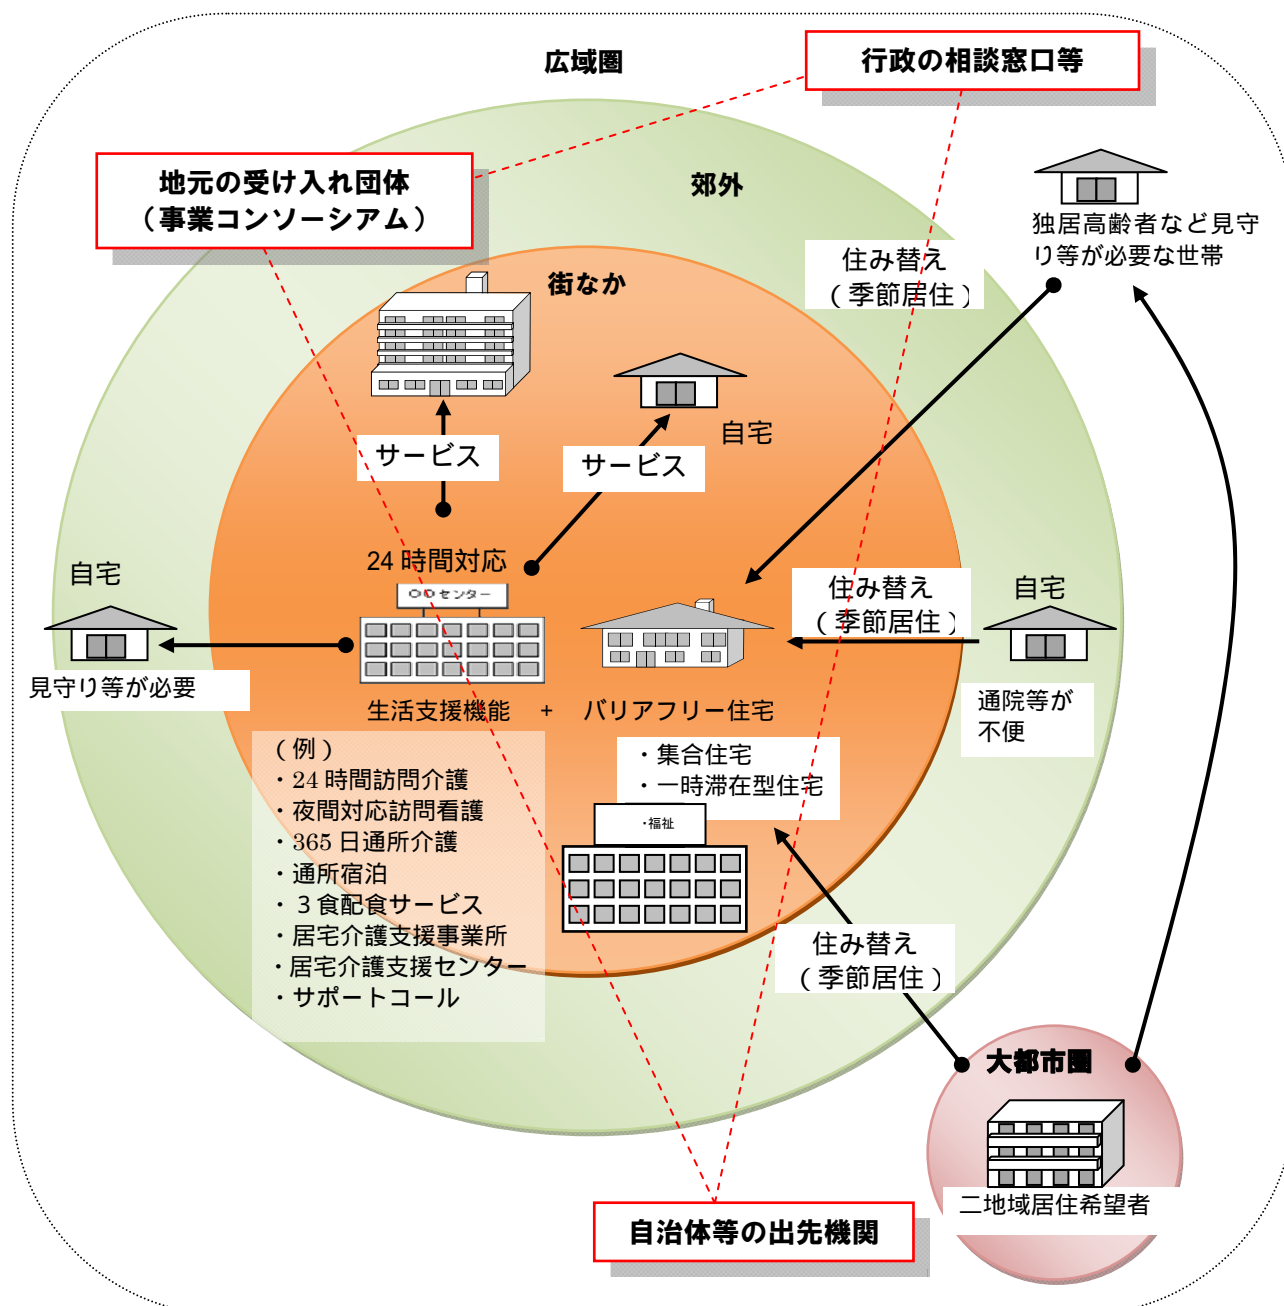 広域圏
行政の相談窓口等
地元の受け入れ団体
（事業コンソーシアム）
郊外
独居高齢者など見守
り等が必要な世帯
住み替え
（季節居住）
街なか
自宅
サービス
サービス
24 時間対応
〇〇センター
自宅
見守り等が必要
住み替え
（季節居住）
自宅
通院等が
不便
生活支援機能 + バリアフリー住宅
（例）
・24 時間訪問介護
・夜間対応訪問看護
・365 日通所介護
・通所宿泊
・３食配食サービス
・居宅介護支援事業所
・居宅介護支援センター
・サポートコール
・集合住宅
・一時滞在型住宅
・福祉
住み替え
（季節居住）
大都市圏
二地域居住希望者
自治体等の出先機関